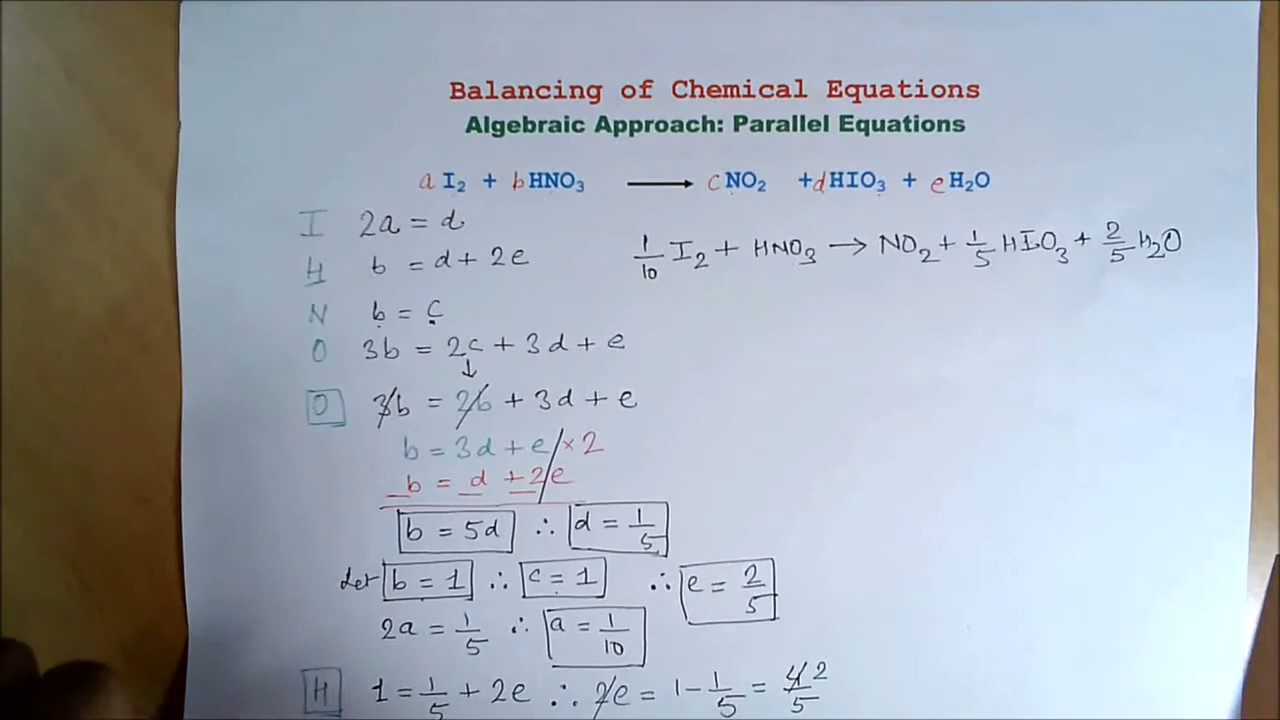 Balancing of Chemical Equations
Algebraic Approach: Parallel Equations
a I₂ + b HNO₃ ⟶ c NO₂ + d HIO₃ + e H₂O
I 2a = d
1/10 I₂ + HNO₃ → NO₂ + 1/5 HIO₃ + 2/5 H₂O
H b = d + 2e
N b = c
O 3b = 2c + 3d + e
↓
O 3b = 2b + 3d + e
b = 3d + e × 2
b = d + 2e
b = 5d ∴ d = 1/5
Let b = 1 ∴ c = 1 ∴ e = 2/5
2a = 1/5 ∴ a = 1/10
H 1 = 1/5 + 2e ∴ 2e = 1 - 1/5 = 4 2/5